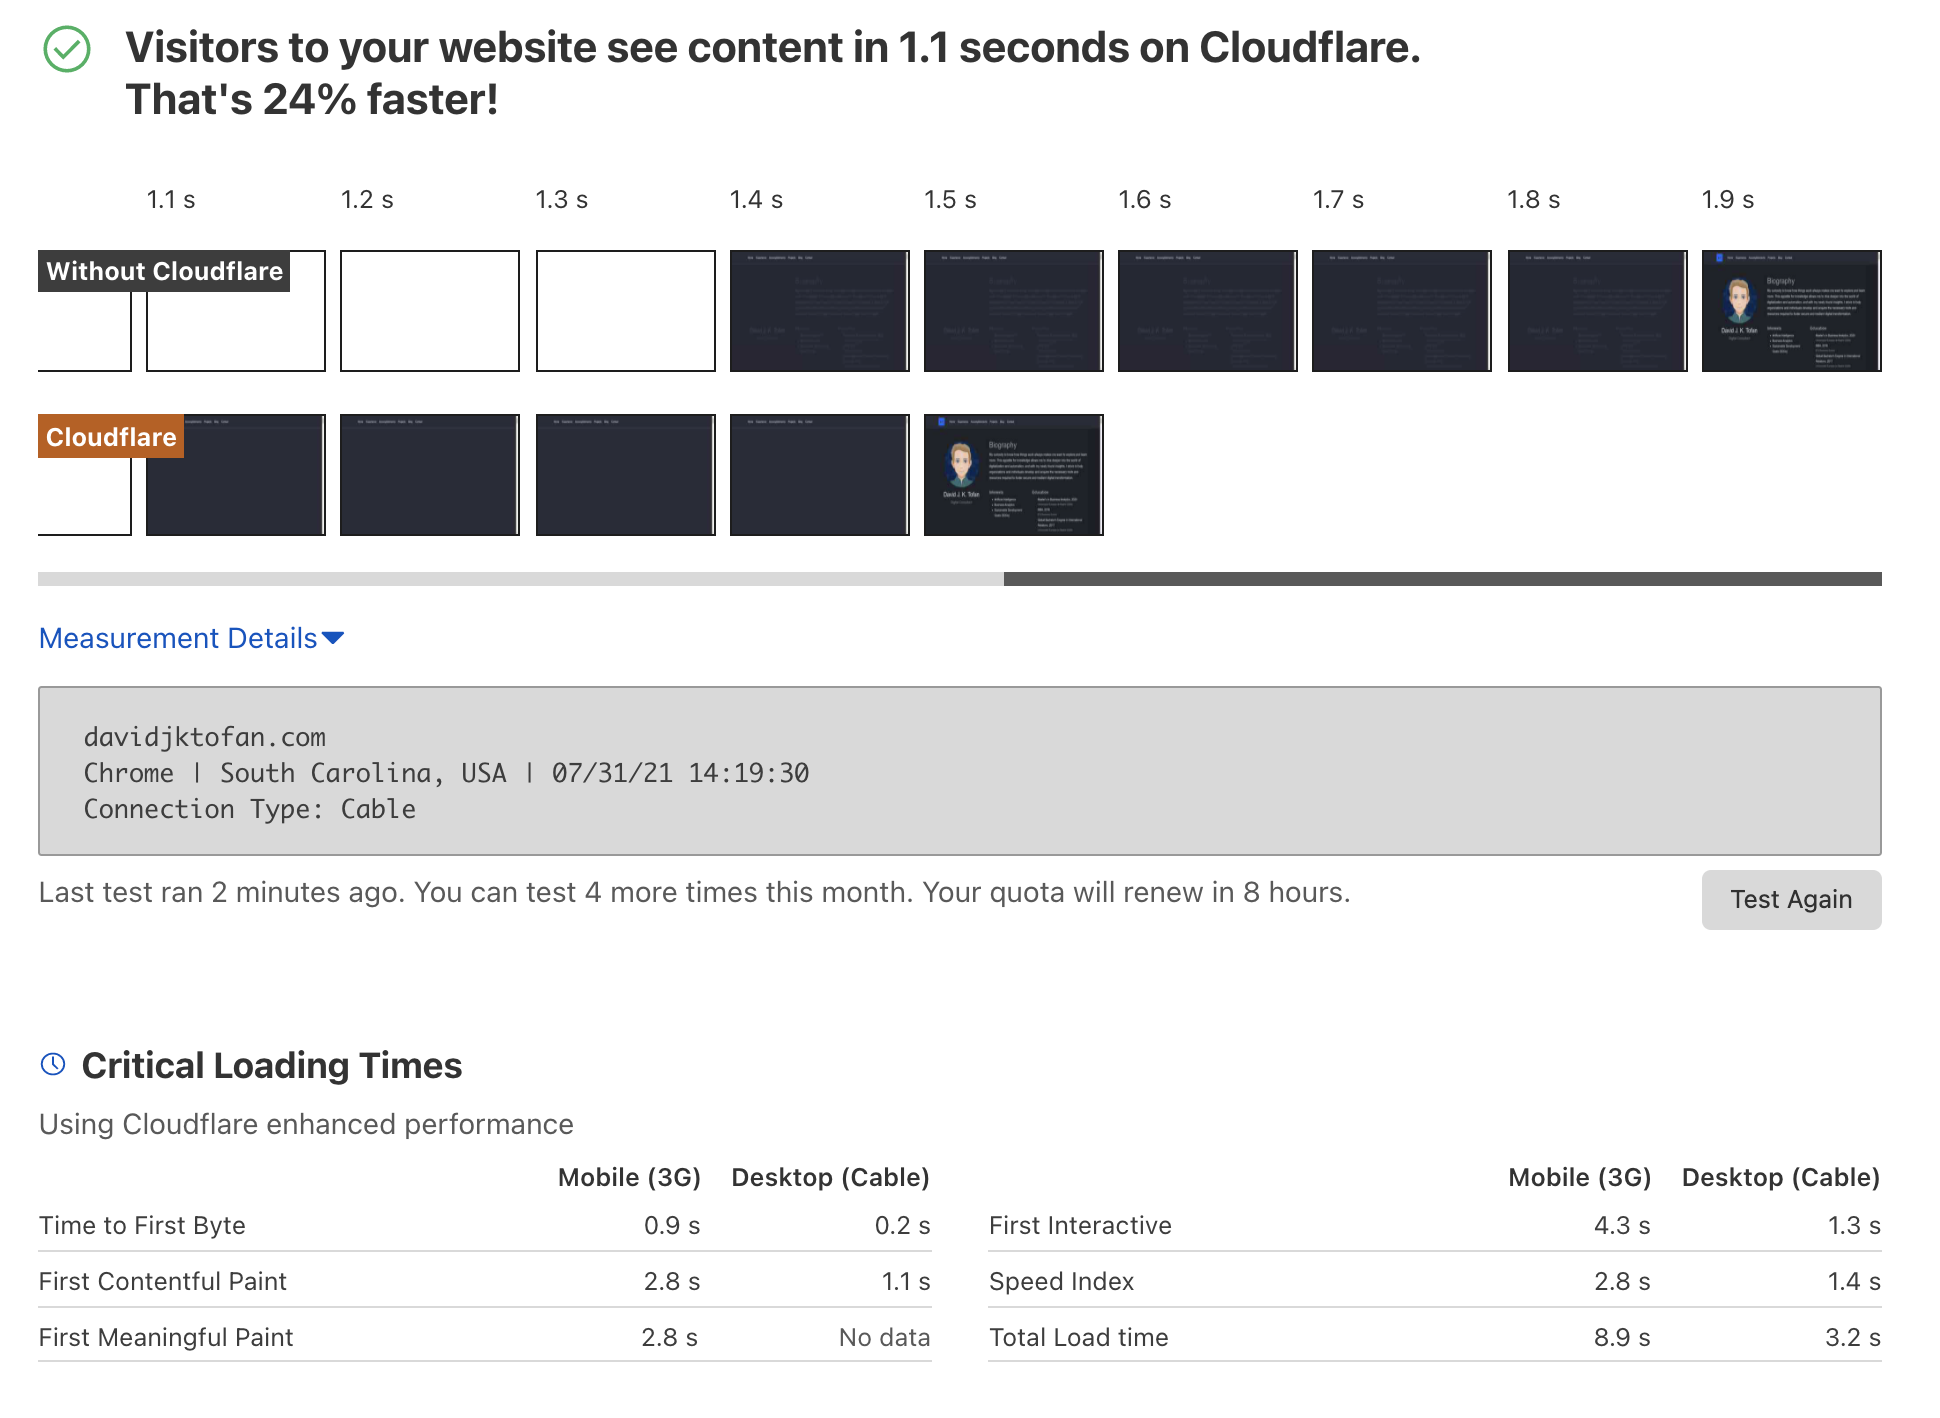 Visitors to your website see content in 1.1 seconds on Cloudflare.
That's 24% faster!
1.1 s 1.2 s 1.3 s 1.4 s 1.5 s 1.6 s 1.7 s 1.8 s 1.9 s
Without Cloudflare
Biography
David J. K. Tofan
Cloudflare
Biography
David J. K. Tofan
Measurement Details
davidjktofan.com
Chrome | South Carolina, USA | 07/31/21 14:19:30
Connection Type: Cable
Last test ran 2 minutes ago. You can test 4 more times this month. Your quota will renew in 8 hours.
Test Again
Critical Loading Times
Using Cloudflare enhanced performance
Mobile (3G) Desktop (Cable)
Time to First Byte 0.9 s 0.2 s
First Contentful Paint 2.8 s 1.1 s
First Meaningful Paint 2.8 s No data
Mobile (3G) Desktop (Cable)
First Interactive 4.3 s 1.3 s
Speed Index 2.8 s 1.4 s
Total Load time 8.9 s 3.2 s